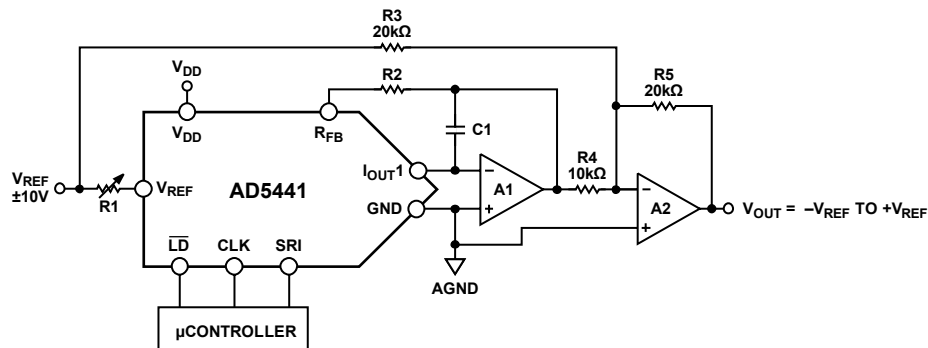 R3
20kΩ
VDD
R2
R5
20kΩ
VDD
RFB
C1
IOUT1
R4
10kΩ
VREF
±10V
R1
VREF
AD5441
A1
GND
A2
VOUT = –VREF TO +VREF
LD
CLK
SRI
AGND
µCONTROLLER